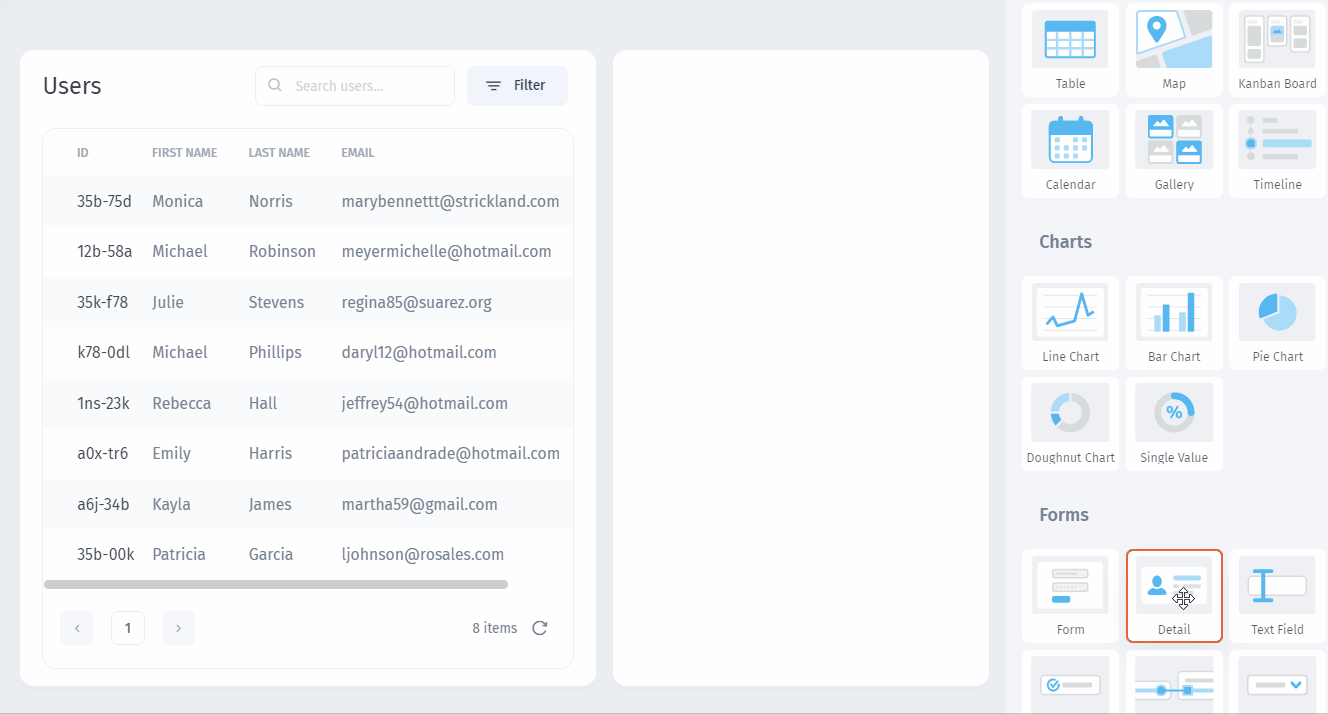 Users
Search users...
Filter
ID FIRST NAME LAST NAME EMAIL
35b-75d Monica Norris marybennettt@strickland.com
12b-58a Michael Robinson meyermichelle@hotmail.com
35k-f78 Julie Stevens regina85@suarez.org
k78-0dl Michael Phillips daryl12@hotmail.com
1ns-23k Rebecca Hall jeffrey54@hotmail.com
a0x-tr6 Emily Harris patriciaandrade@hotmail.com
a6j-34b Kayla James martha59@gmail.com
35b-00k Patricia Garcia ljohnson@rosales.com
1
8 items
Table Map Kanban Board
Calendar Gallery Timeline
Charts
Line Chart Bar Chart Pie Chart
%
Doughnut Chart Single Value
Forms
Form Detail Text Field